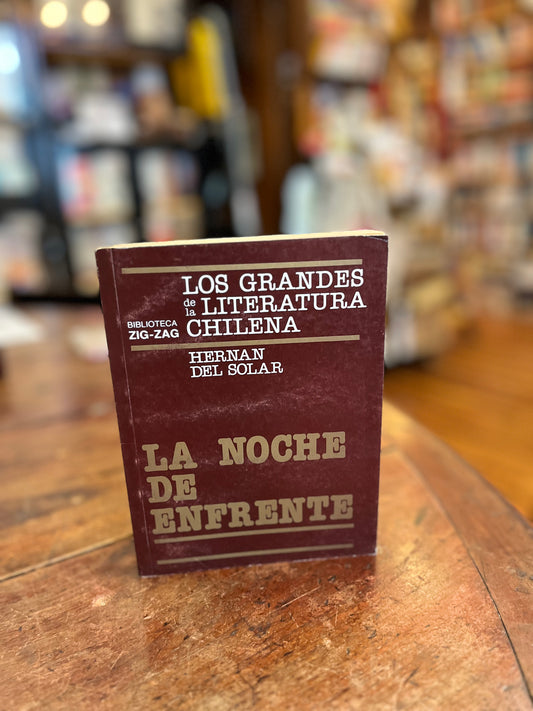 LOS GRANDES
de la LITERATURA
CHILENA
BIBLIOTECA
ZIG-ZAG
HERNAN
DEL SOLAR
LA NOCHE
DE
ENFRENTE